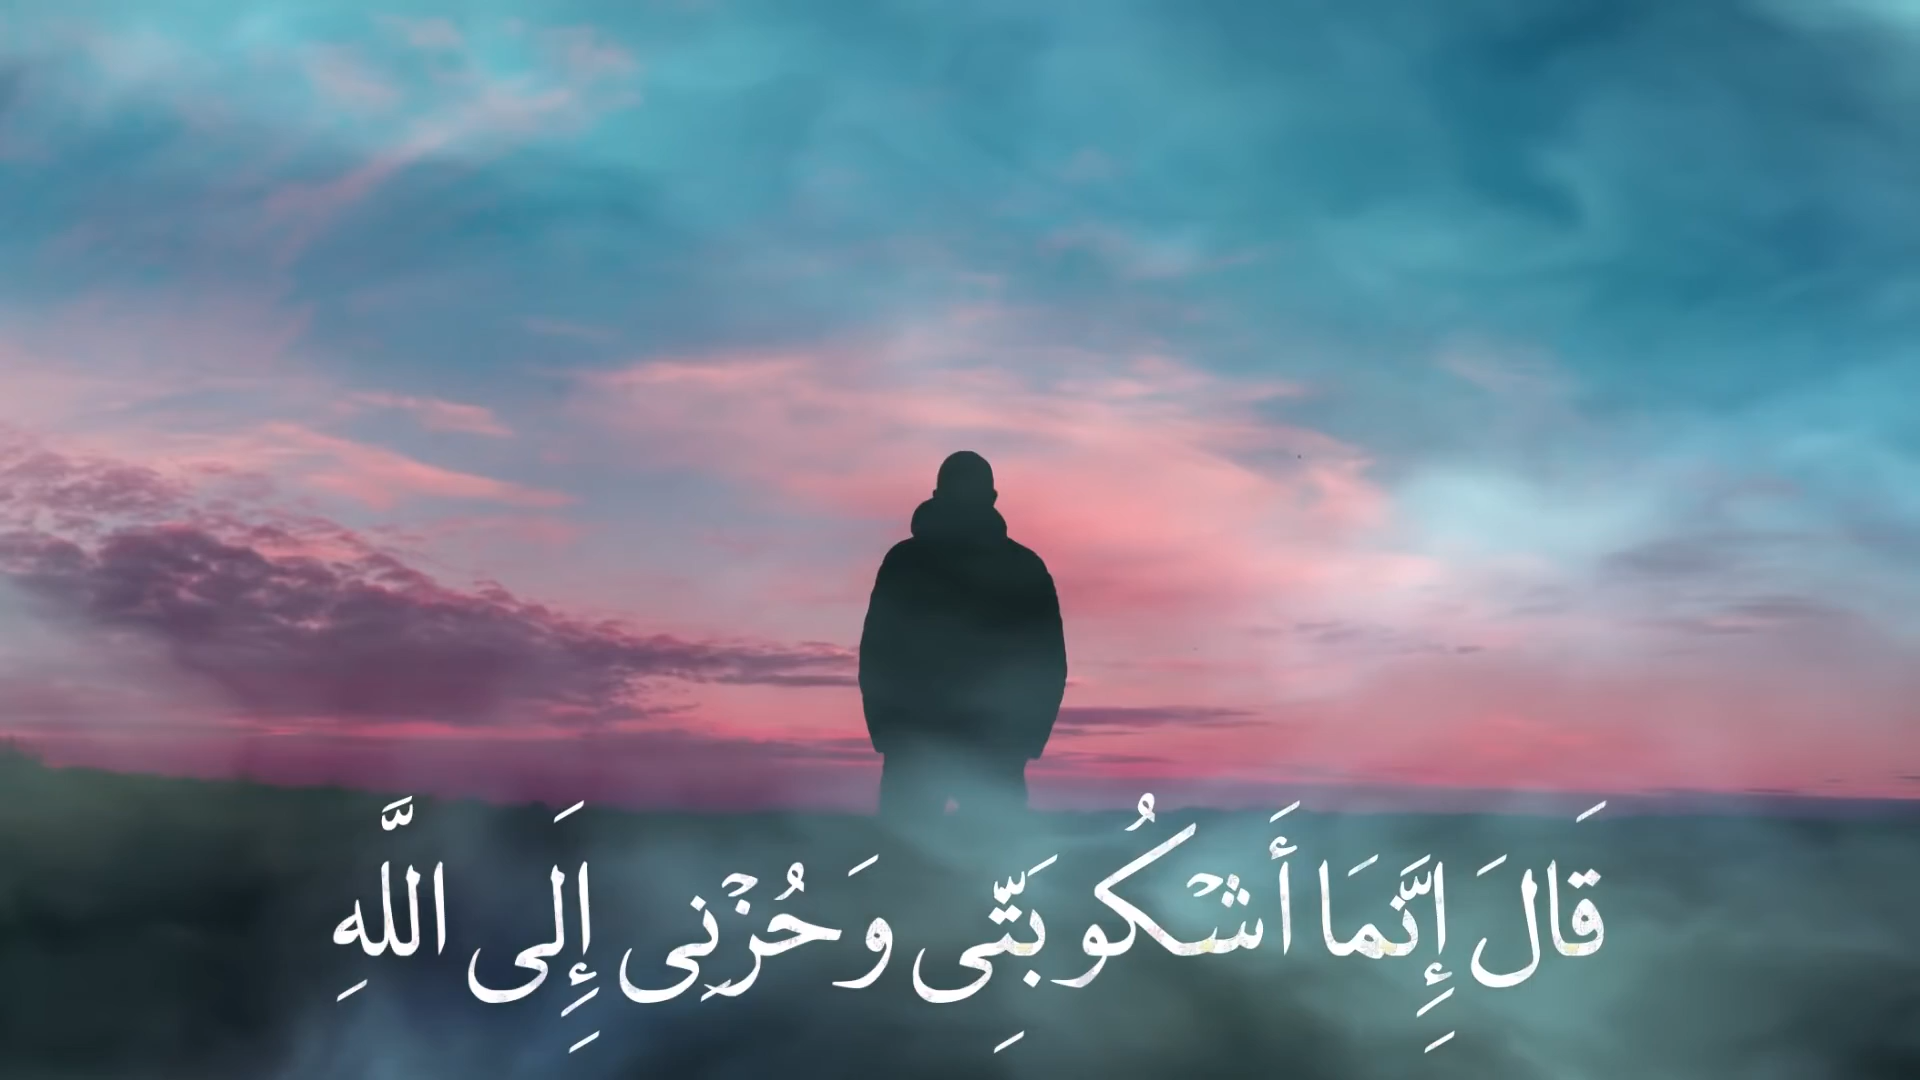 قَالَ إِنَّمَا أَشْكُو بَثِّى وَحُزْنِى إِلَى اللَّهِ